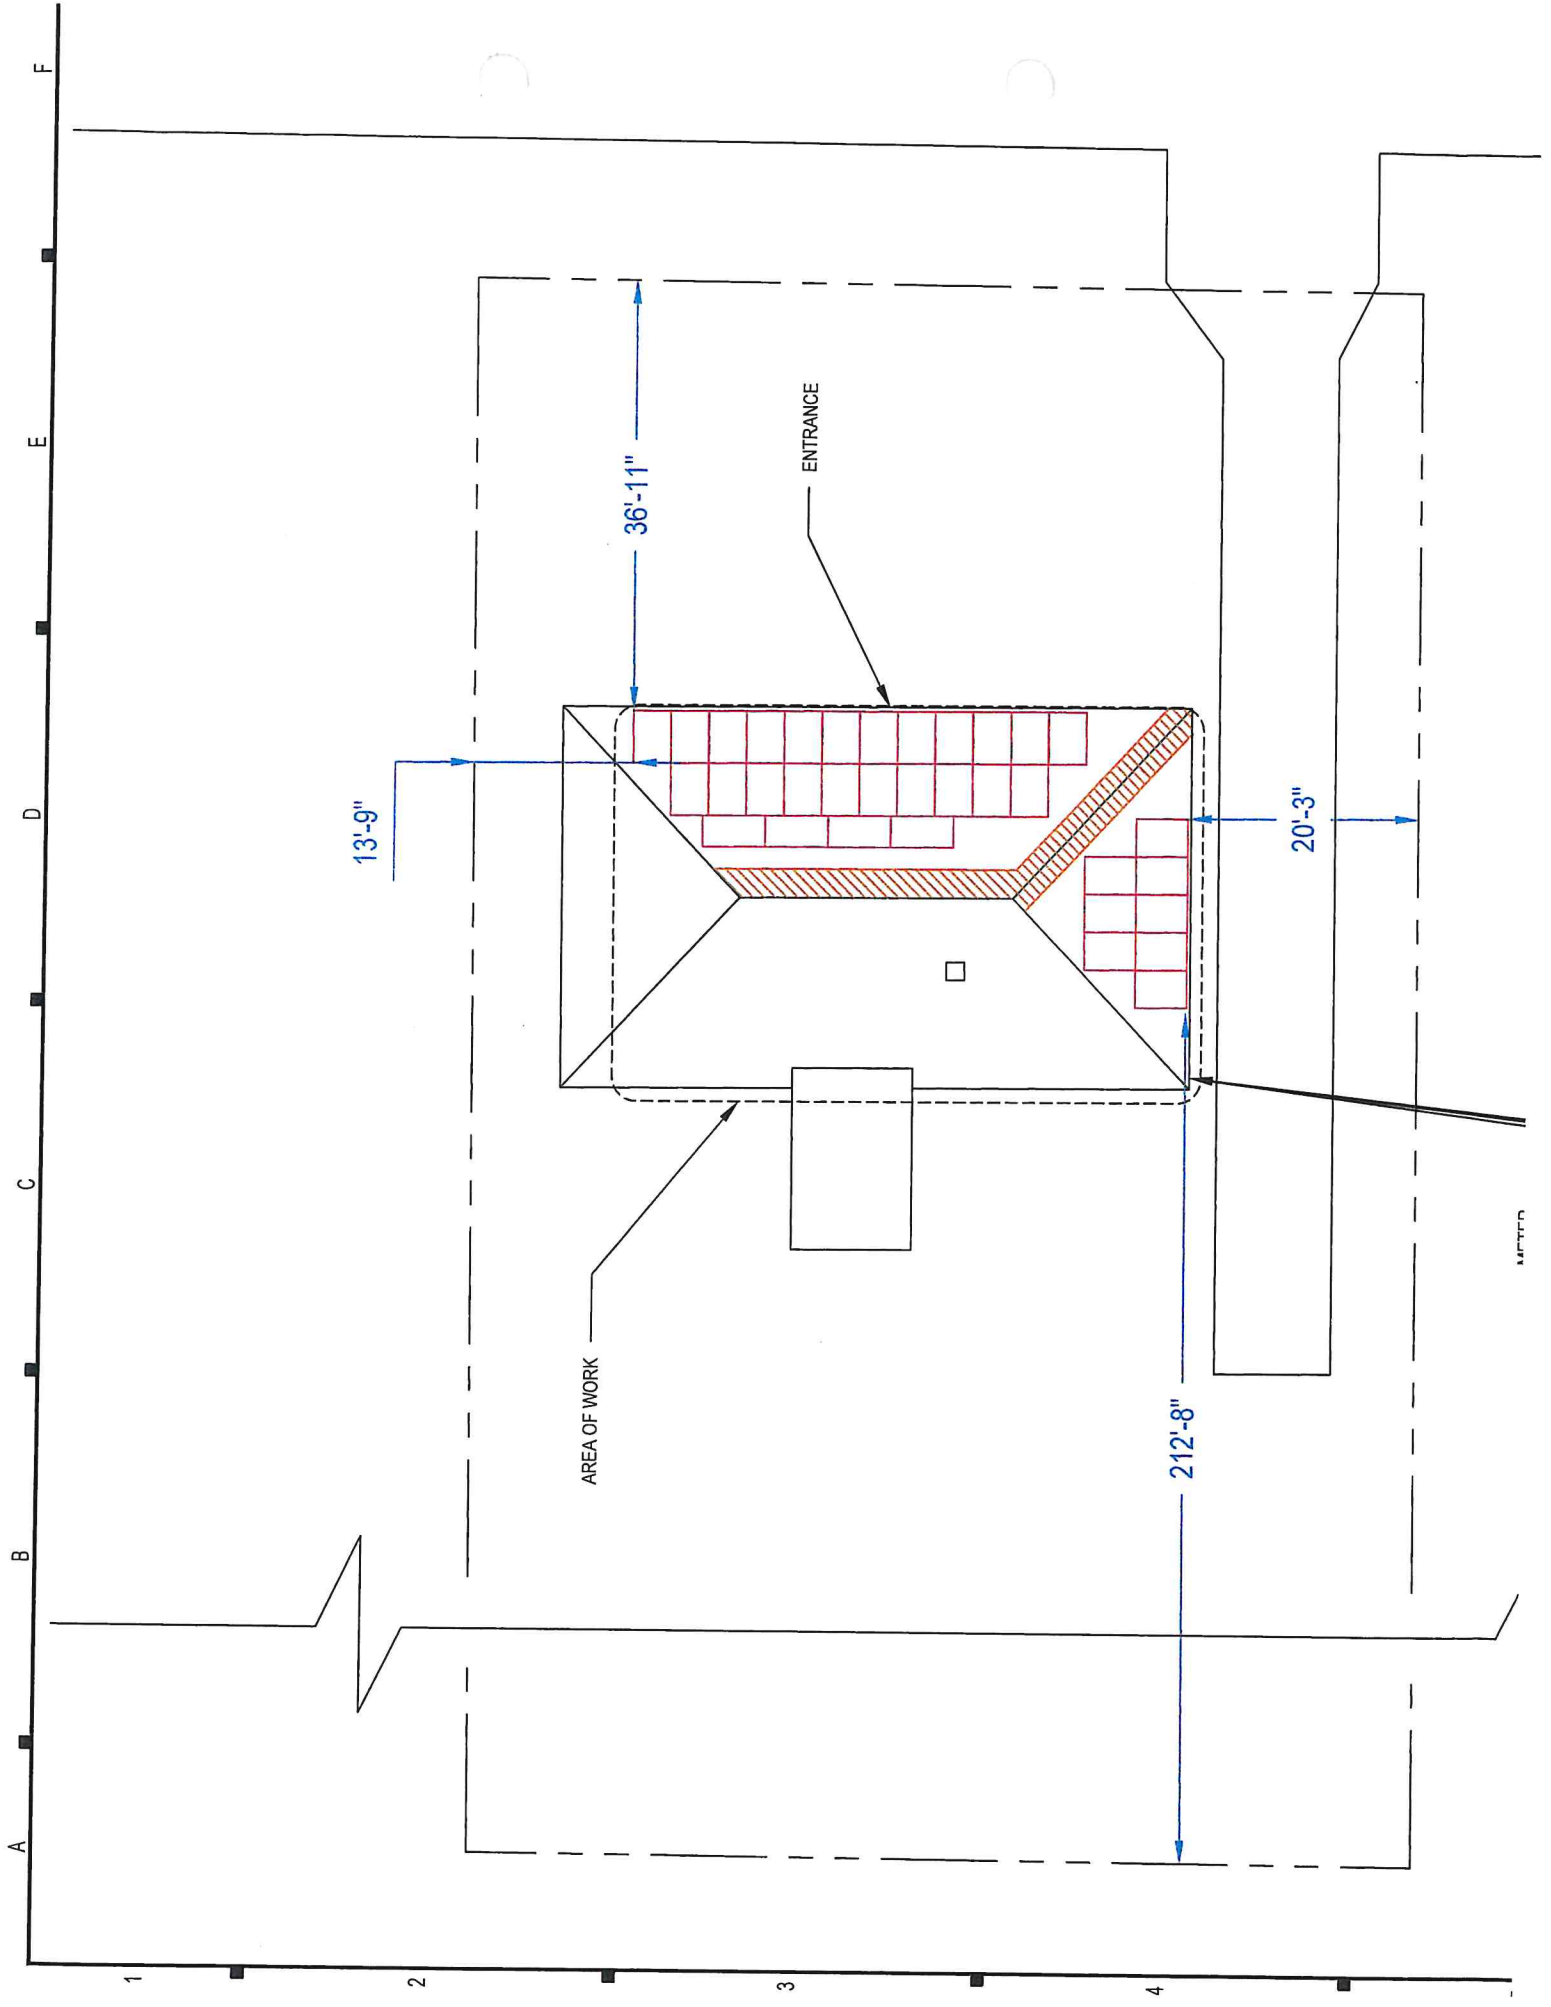 A
B
C
D
E
F
1
2
3
4
13'-9"
36'-11"
ENTRANCE
AREA OF WORK
20'-3"
212'-8"